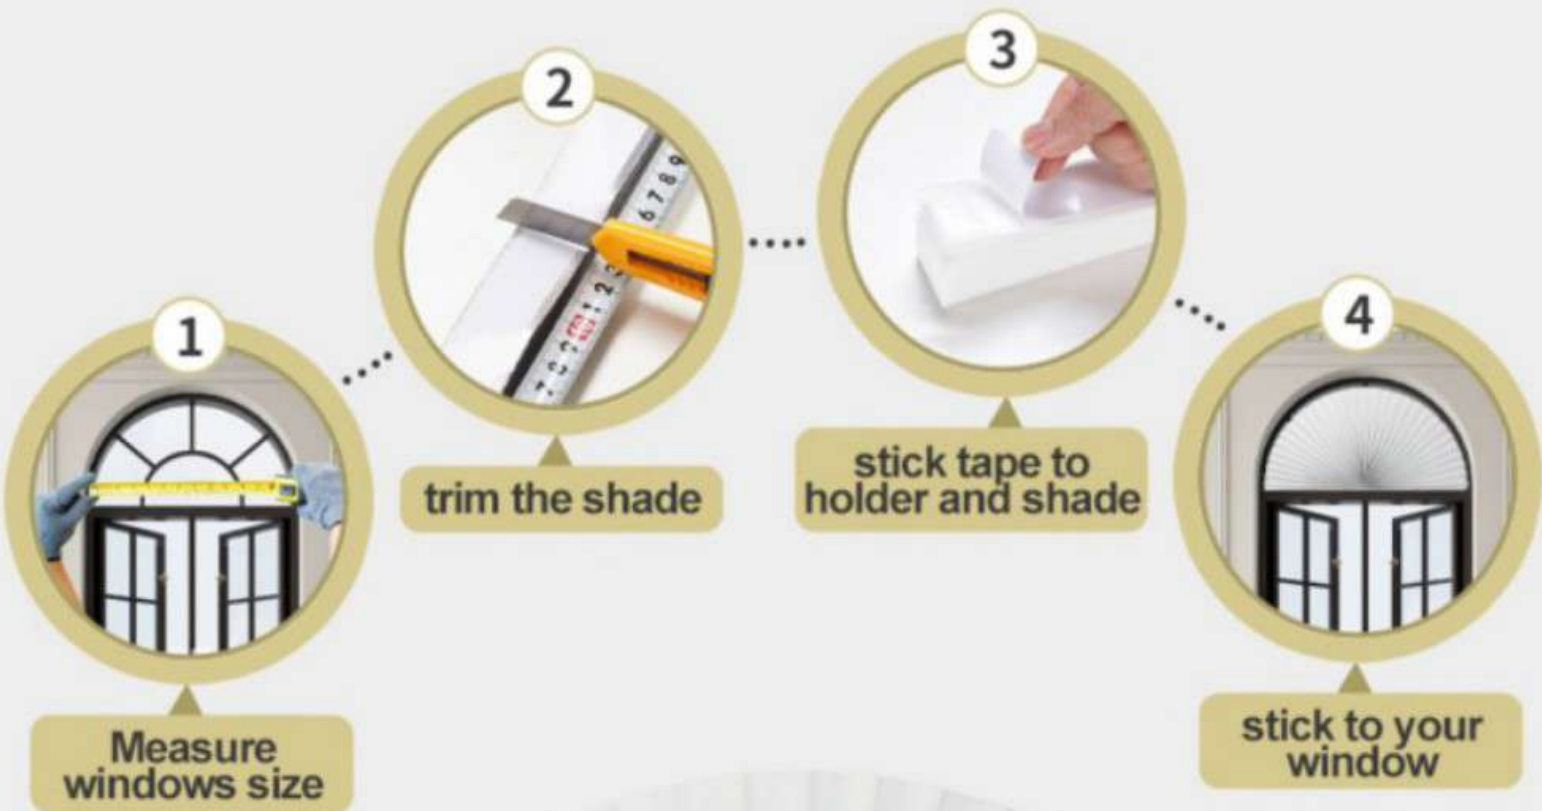 1
Measure
windows size
2
trim the shade
3
stick tape to
holder and shade
4
stick to your
window